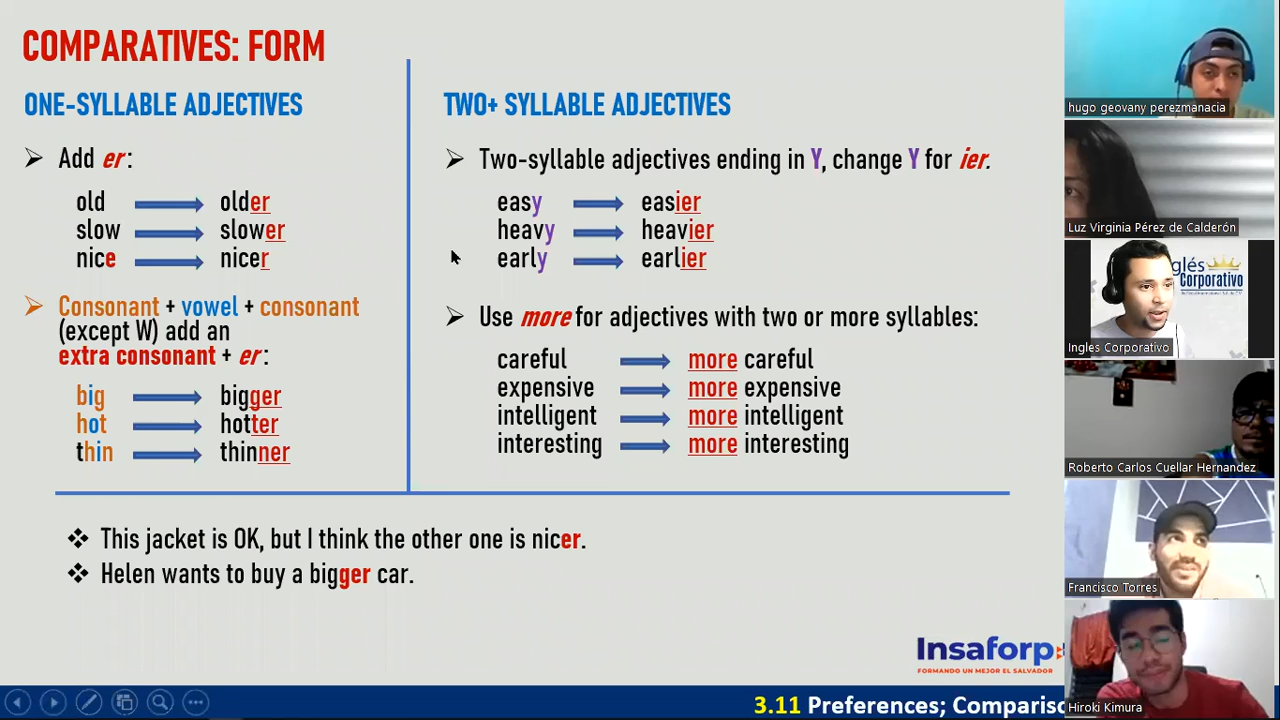 COMPARATIVES: FORM
ONE-SYLLABLE ADJECTIVES
Add er:
old older
slow slower
nice nicer
Consonant + vowel + consonant
(except W) add an
extra consonant + er:
big bigger
hot hotter
thin thinner
TWO+ SYLLABLE ADJECTIVES
Two-syllable adjectives ending in Y, change Y for ier.
easy easier
heavy heavier
early earlier
Use more for adjectives with two or more syllables:
careful more careful
expensive more expensive
intelligent more intelligent
interesting more interesting
This jacket is OK, but I think the other one is nicer.
Helen wants to buy a bigger car.
Insaforp
FORMANDO UN MEJOR EL SALVADOR
3.11 Preferences; Comparisc
hugo geovany perezmanacia
Luz Virginia Pérez de Calderón
glés
Corporativo
Ingles Corporativo
Roberto Carlos Cuellar Hernandez
Francisco Torres
Hiroki Kimura